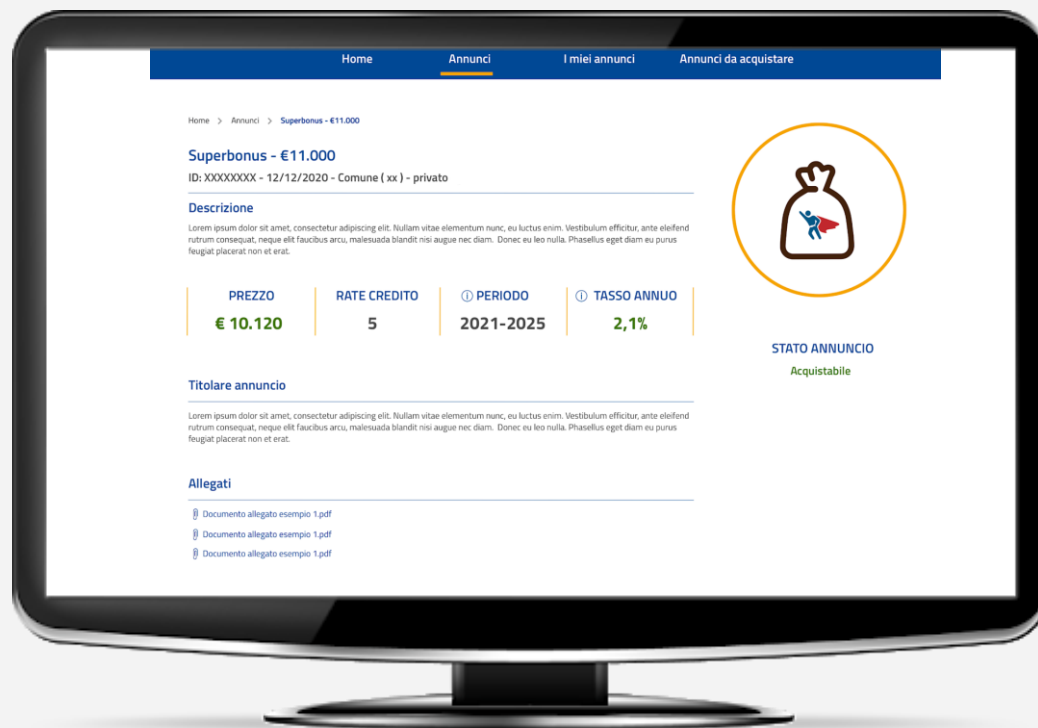 Home Annunci I miei annunci Annunci da acquistare
Home > Annunci > Superbonus - €11.000
Superbonus - €11.000
ID: XXXXXXXX - 12/12/2020 - Comune ( xx ) - privato
Descrizione
Lorem ipsum dolor sit amet, consectetur adipiscing elit. Nullam vitae elementum nunc, eu luctus enim. Vestibulum efficitur, ante eleifend
rutrum consequat, neque elit faucibus arcu, malesuada blandit nisi augue nec diam. Donec eu leo nulla. Phasellus eget diam eu purus
feugiat placerat non et erat.
PREZZO RATE CREDITO PERIODO TASSO ANNUO
€ 10.120 5 2021-2025 2,1%
STATO ANNUNCIO
Acquistabile
Titolare annuncio
Lorem ipsum dolor sit amet, consectetur adipiscing elit. Nullam vitae elementum nunc, eu luctus enim. Vestibulum efficitur, ante eleifend
rutrum consequat, neque elit faucibus arcu, malesuada blandit nisi augue nec diam. Donec eu leo nulla. Phasellus eget diam eu purus
feugiat placerat non et erat.
Allegati
Documento allegato esempio 1.pdf
Documento allegato esempio 1.pdf
Documento allegato esempio 1.pdf